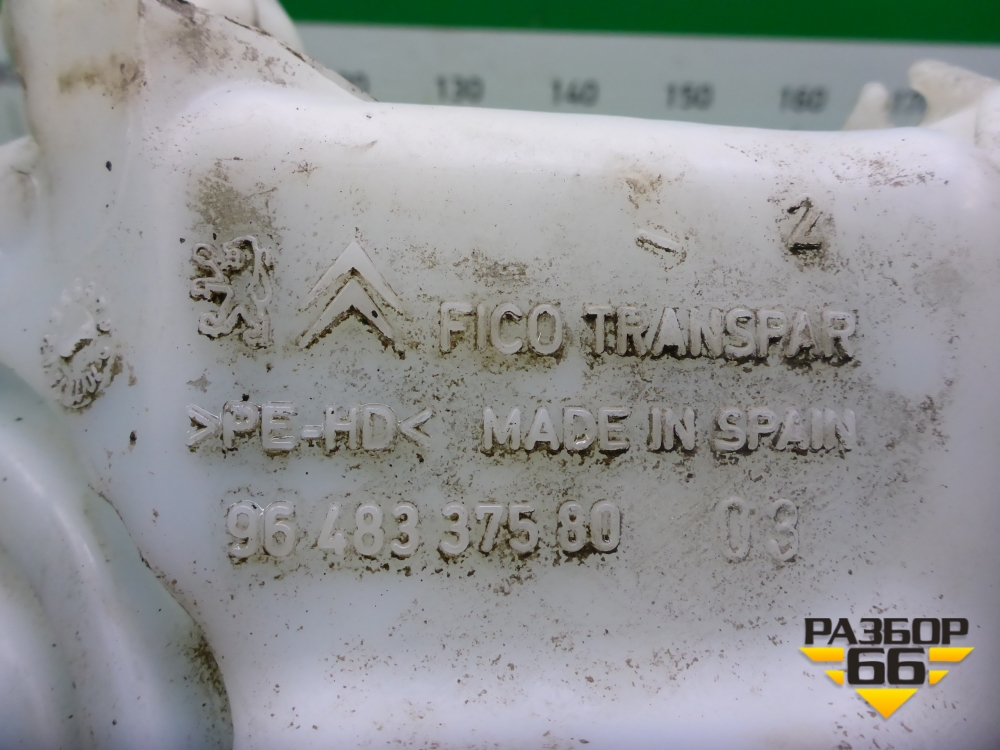 130 140 150 160
2
FICO TRANSPAR
>PE-HD< MADE IN SPAIN
96 483 375 80 03
РАЗБОР
66